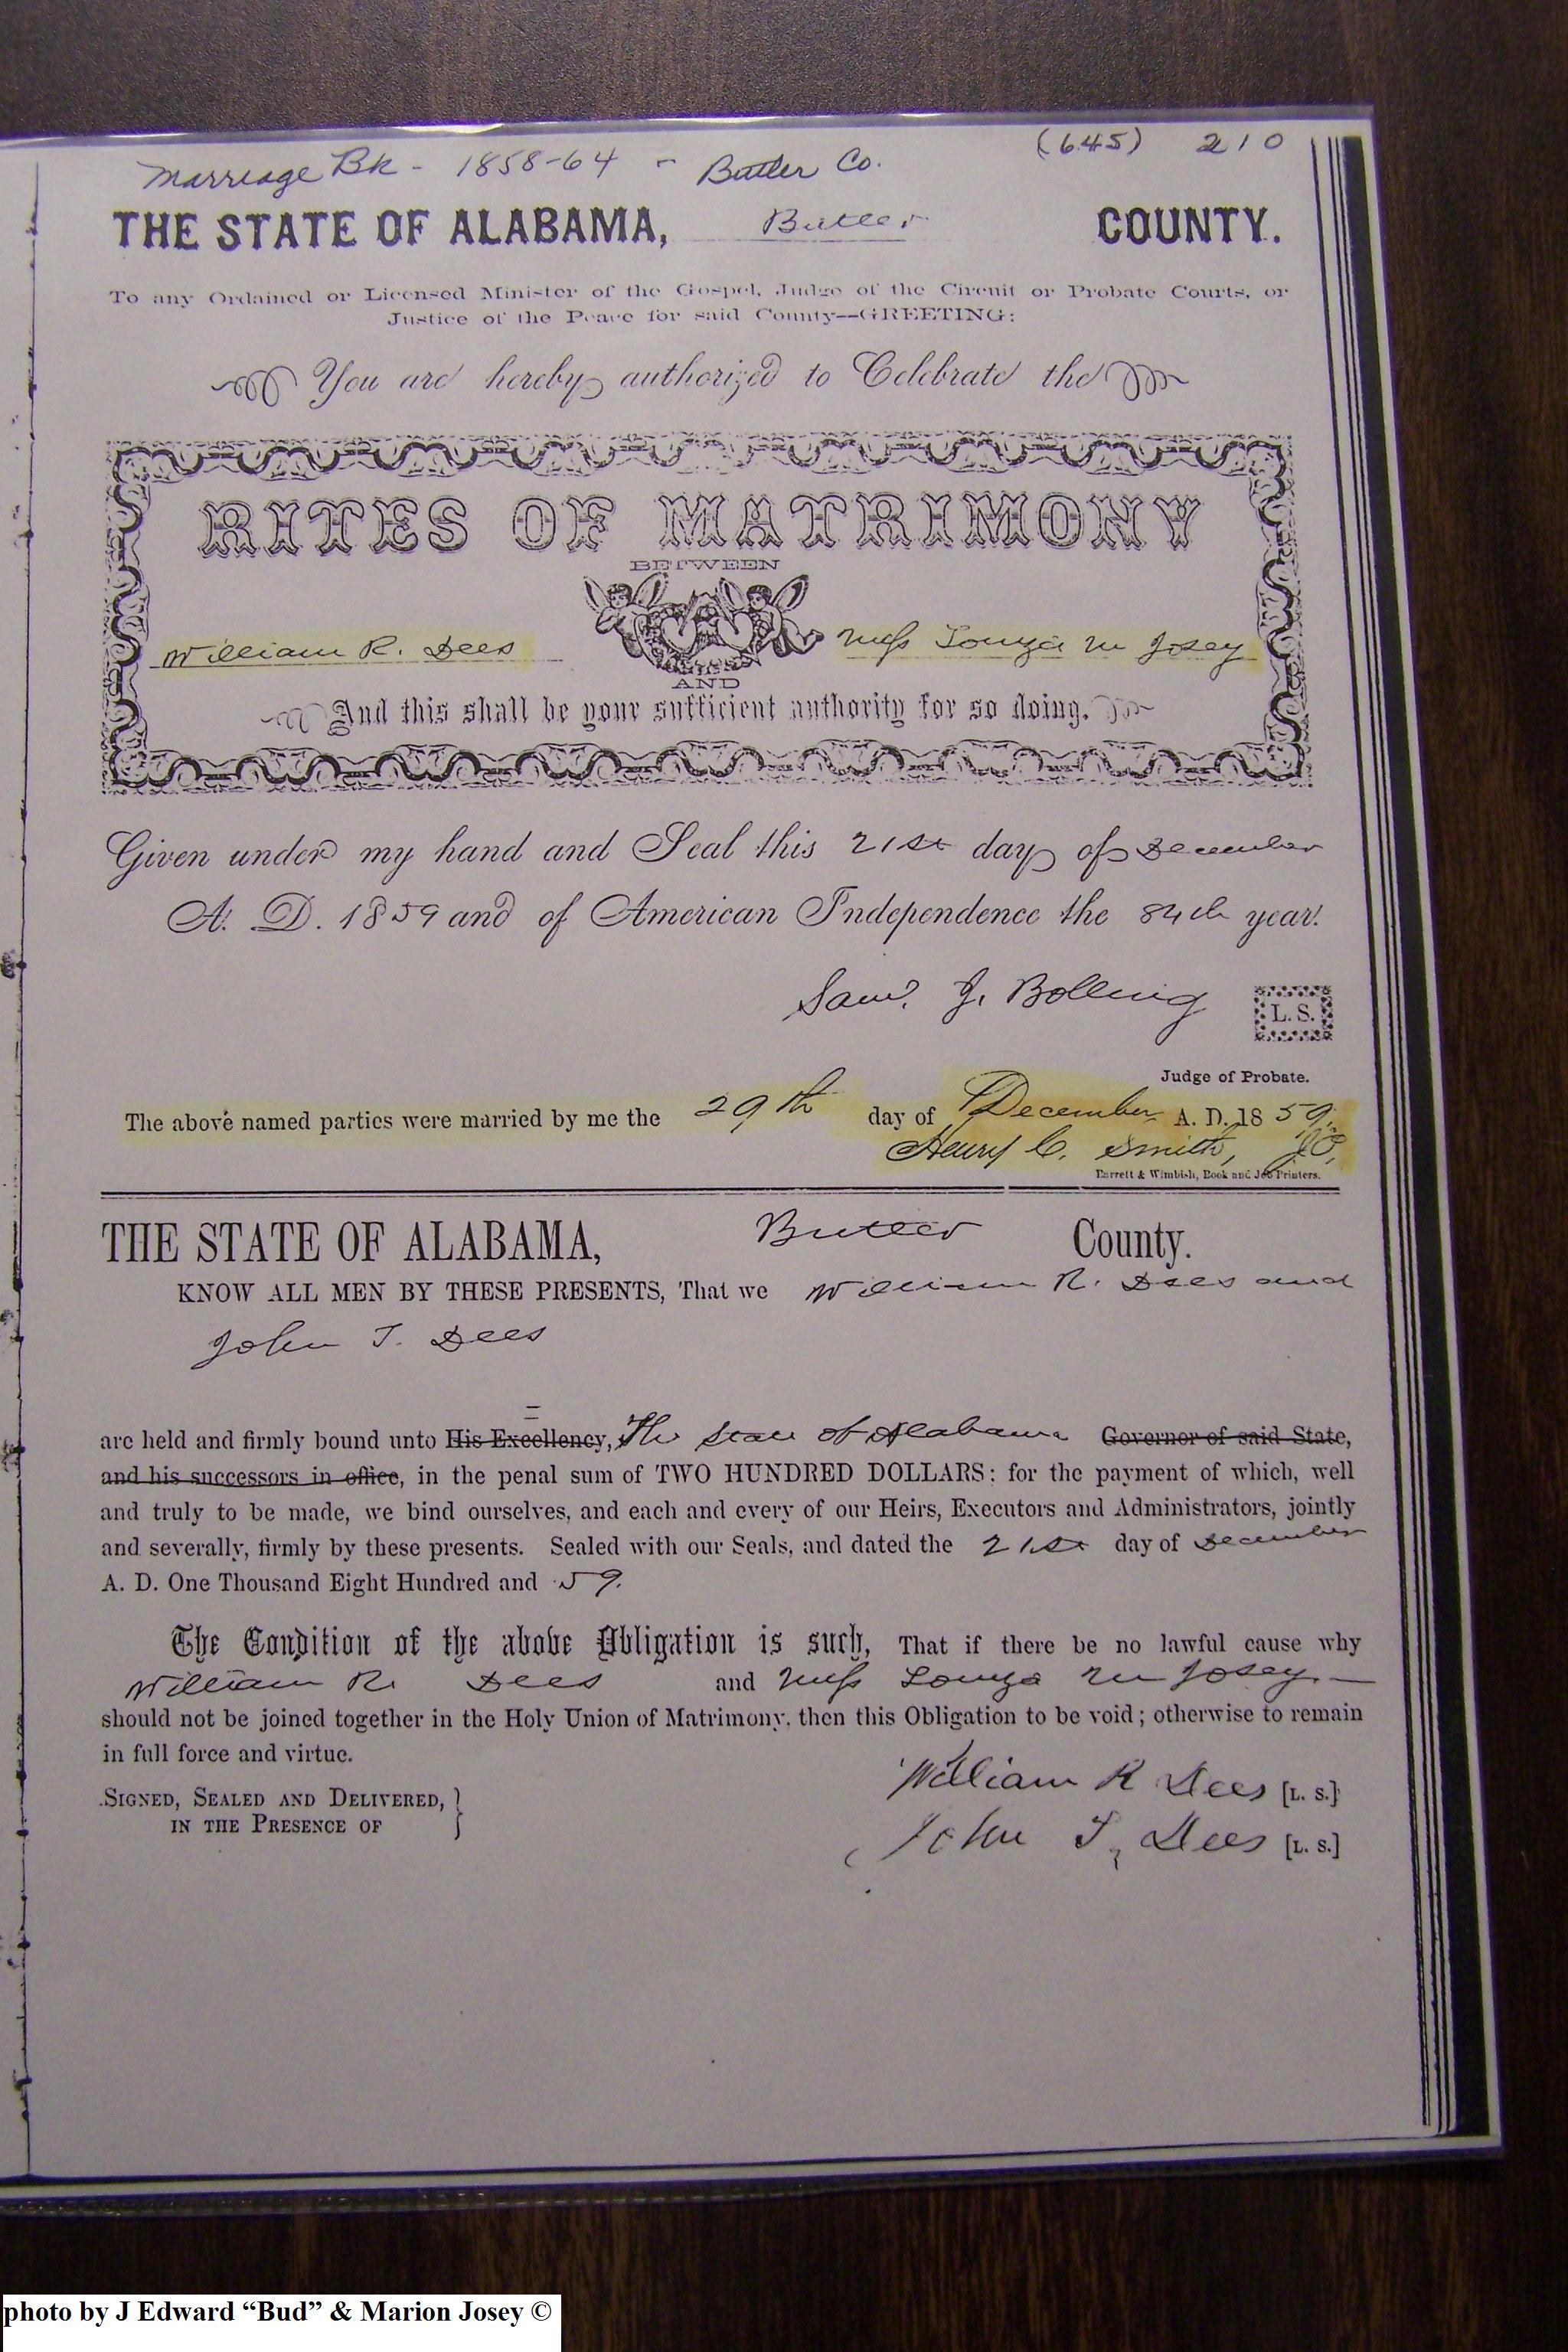 Marriage Bk - 1858-64 - Butler Co. (645) 210
THE STATE OF ALABAMA, Butler COUNTY.
To any Ordained or Licensed Minister of the Gospel, Judge of the Circuit or Probate Courts, or
Justice of the Peace for said County--GREETING:
You are hereby authorized to Celebrate the
RITES OF MATRIMONY
BETWEEN
William R. Dees Miss Louza M Josey
AND
And this shall be your sufficient authority for so doing.
Given under my hand and Seal this 21st day of December
A. D. 1859 and of American Independence the 84th year.
Saml. J. Bolling L. S.
Judge of Probate.
The above named parties were married by me the 29th day of December A. D. 1859.
Henry C. Smith, J.P.
Barrett & Wimbish, Book and Job Printers.
THE STATE OF ALABAMA, Butler County.
KNOW ALL MEN BY THESE PRESENTS, That we William R. Dees and
John T. Dees
are held and firmly bound unto His Excellency, The State of Alabama Governor of said State,
and his successors in office, in the penal sum of TWO HUNDRED DOLLARS; for the payment of which, well
and truly to be made, we bind ourselves, and each and every of our Heirs, Executors and Administrators, jointly
and severally, firmly by these presents. Sealed with our Seals, and dated the 21st day of December
A. D. One Thousand Eight Hundred and 59.
The Condition of the above Obligation is such, That if there be no lawful cause why
William R. Dees and Miss Louza M Josey
should not be joined together in the Holy Union of Matrimony, then this Obligation to be void; otherwise to remain
in full force and virtue.
William R Dees [L. S.]
SIGNED, SEALED AND DELIVERED,
IN THE PRESENCE OF
John T. Dees [L. S.]
photo by J Edward “Bud” & Marion Josey ©